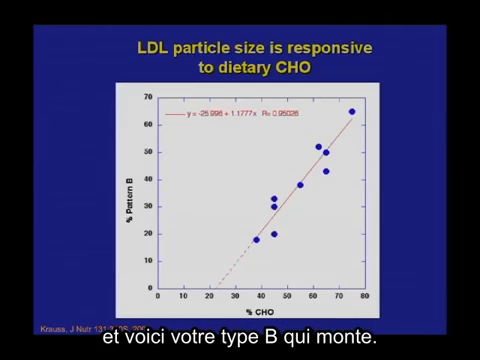 LDL particle size is responsive
to dietary CHO
y = -25.996 + 1.1777x R= 0.95026
70
60
50
40
30
20
10
0
% Pattern B
0 10 20 30 40 50 60 70 80
% CHO
Krauss, J Nutr 131:
et voici votre type B qui monte.